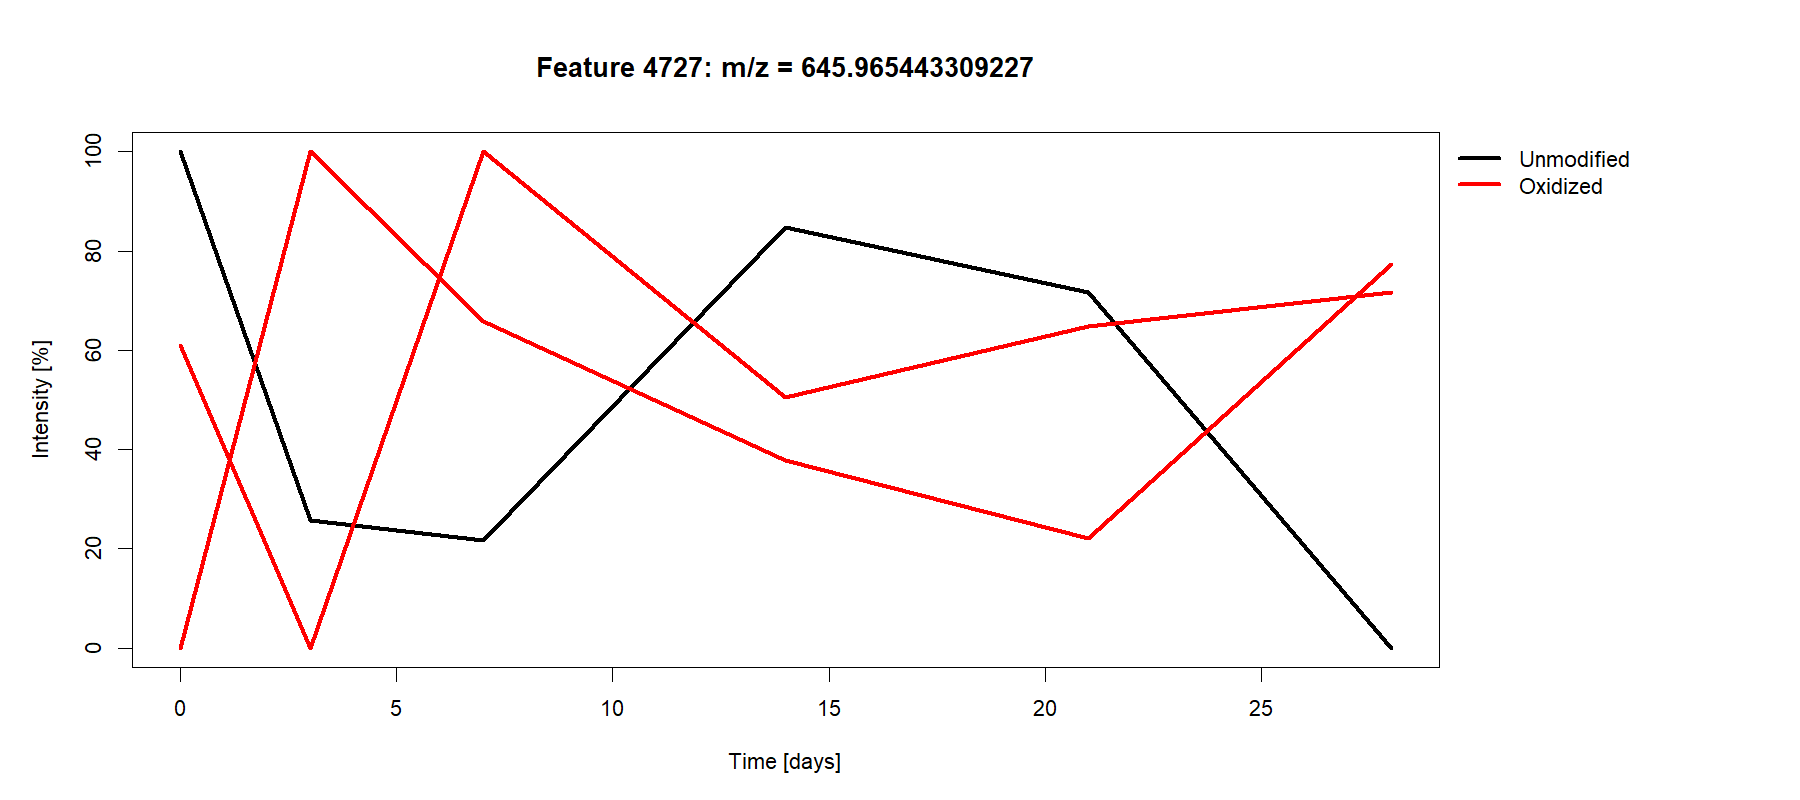 Feature 4727: m/z = 645.965443309227
Unmodified
Oxidized
Intensity [%]
100
80
60
40
20
0
0 5 10 15 20 25
Time [days]